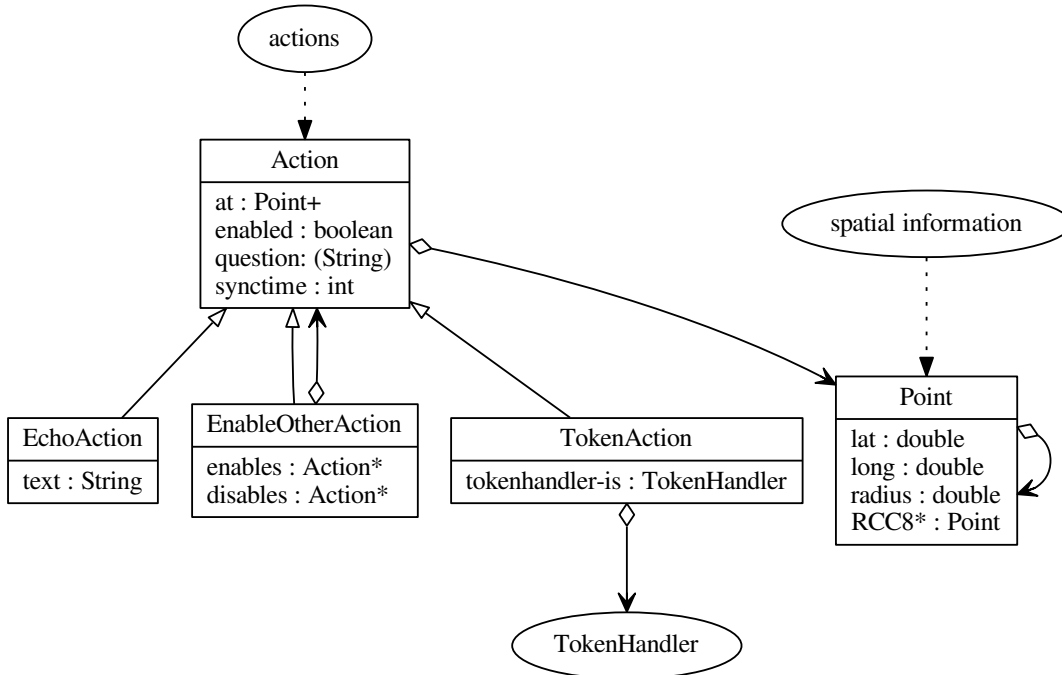 actions
Action
at : Point+
enabled : boolean
question: (String)
synctime : int
spatial information
Point
lat : double
long : double
radius : double
RCC8* : Point
EchoAction
text : String
EnableOtherAction
enables : Action*
disables : Action*
TokenAction
tokenhandler-is : TokenHandler
TokenHandler